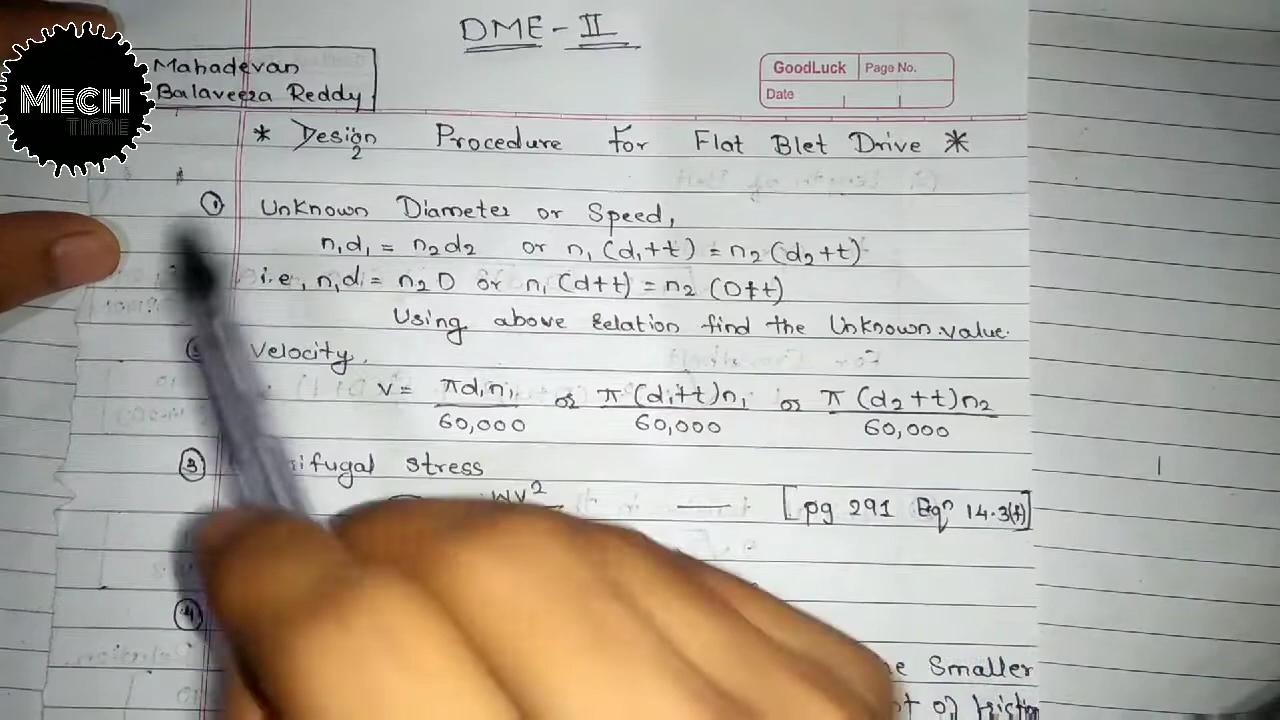 DME - II
MECH
TIME
Mahadevan
Balaveera Reddy
GoodLuck Page No.
Date
* Design Procedure for Flat Blet Drive *
① Unknown Diameter or Speed,
n₁d₁ = n₂d₂ or n₁(d₁+t) = n₂(d₂+t)
i.e, n₁d = n₂D or n₁(d+t) = n₂(D+t)
Using above relation find the Unknown value.
Velocity.
V = πd₁n₁/60,000 or π(d₁+t)n₁/60,000 or π(d₂+t)n₂/60,000
③ ifugal stress
WV² [pg 291 Eqⁿ 14.3(f)]
④
Smaller
of friction